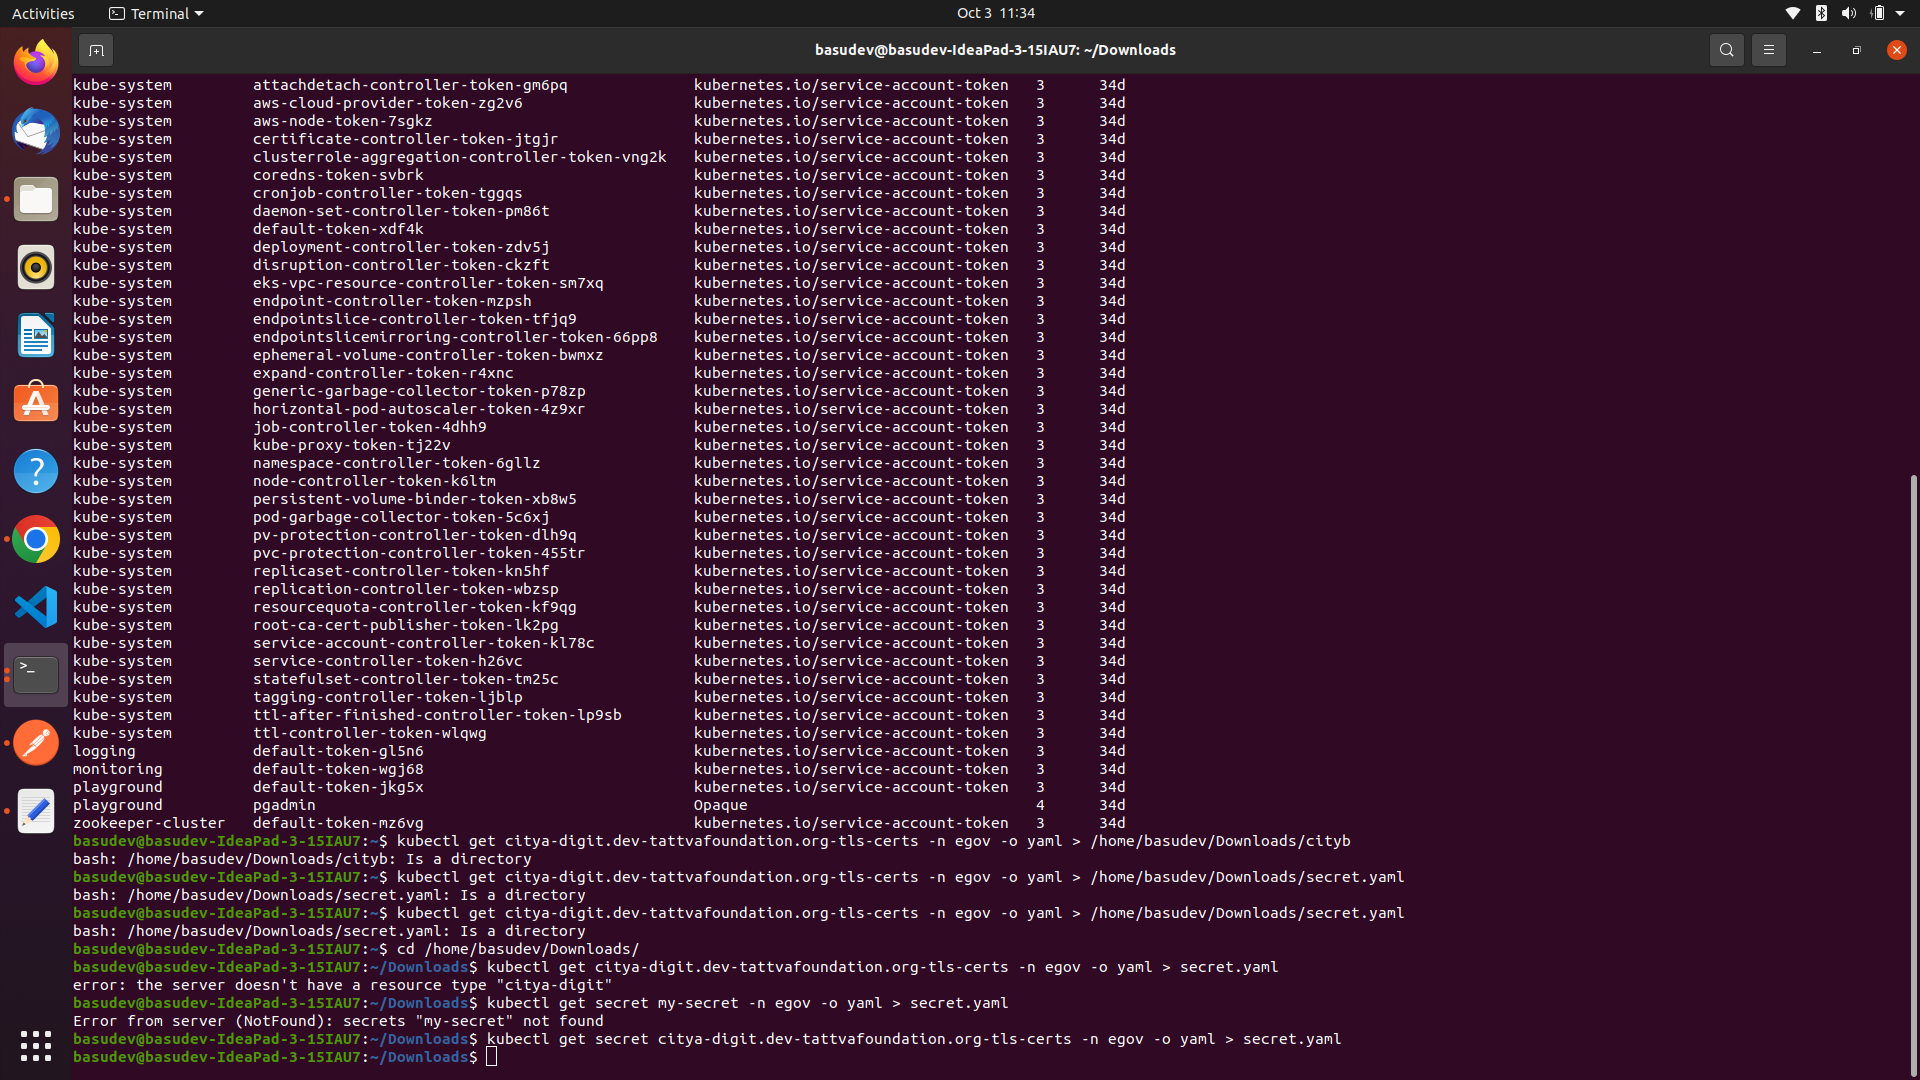 Activities
Terminal
Oct 3 11:34
basudev@basudev-IdeaPad-3-15IAU7: ~/Downloads
kube-system attachdetach-controller-token-gm6pq kubernetes.io/service-account-token 3 34d
kube-system aws-cloud-provider-token-zg2v6 kubernetes.io/service-account-token 3 34d
kube-system aws-node-token-7sgkz kubernetes.io/service-account-token 3 34d
kube-system certificate-controller-token-jtgjr kubernetes.io/service-account-token 3 34d
kube-system clusterrole-aggregation-controller-token-vng2k kubernetes.io/service-account-token 3 34d
kube-system coredns-token-svbrk kubernetes.io/service-account-token 3 34d
kube-system cronjob-controller-token-tggqs kubernetes.io/service-account-token 3 34d
kube-system daemon-set-controller-token-pm86t kubernetes.io/service-account-token 3 34d
kube-system default-token-xdf4k kubernetes.io/service-account-token 3 34d
kube-system deployment-controller-token-zdv5j kubernetes.io/service-account-token 3 34d
kube-system disruption-controller-token-ckzft kubernetes.io/service-account-token 3 34d
kube-system eks-vpc-resource-controller-token-sm7xq kubernetes.io/service-account-token 3 34d
kube-system endpoint-controller-token-mzpsh kubernetes.io/service-account-token 3 34d
kube-system endpointslice-controller-token-tfjq9 kubernetes.io/service-account-token 3 34d
kube-system endpointslicemirroring-controller-token-66pp8 kubernetes.io/service-account-token 3 34d
kube-system ephemeral-volume-controller-token-bwmxz kubernetes.io/service-account-token 3 34d
kube-system expand-controller-token-r4xnc kubernetes.io/service-account-token 3 34d
kube-system generic-garbage-collector-token-p78zp kubernetes.io/service-account-token 3 34d
kube-system horizontal-pod-autoscaler-token-4z9xr kubernetes.io/service-account-token 3 34d
kube-system job-controller-token-4dhh9 kubernetes.io/service-account-token 3 34d
kube-system kube-proxy-token-tj22v kubernetes.io/service-account-token 3 34d
kube-system namespace-controller-token-6gllz kubernetes.io/service-account-token 3 34d
kube-system node-controller-token-k6ltm kubernetes.io/service-account-token 3 34d
kube-system persistent-volume-binder-token-xb8w5 kubernetes.io/service-account-token 3 34d
kube-system pod-garbage-collector-token-5c6xj kubernetes.io/service-account-token 3 34d
kube-system pv-protection-controller-token-dlh9q kubernetes.io/service-account-token 3 34d
kube-system pvc-protection-controller-token-455tr kubernetes.io/service-account-token 3 34d
kube-system replicaset-controller-token-kn5hf kubernetes.io/service-account-token 3 34d
kube-system replication-controller-token-wbzsp kubernetes.io/service-account-token 3 34d
kube-system resourcequota-controller-token-kf9qg kubernetes.io/service-account-token 3 34d
kube-system root-ca-cert-publisher-token-lk2pg kubernetes.io/service-account-token 3 34d
kube-system service-account-controller-token-kl78c kubernetes.io/service-account-token 3 34d
kube-system service-controller-token-h26vc kubernetes.io/service-account-token 3 34d
kube-system statefulset-controller-token-tm25c kubernetes.io/service-account-token 3 34d
kube-system tagging-controller-token-ljblp kubernetes.io/service-account-token 3 34d
kube-system ttl-after-finished-controller-token-lp9sb kubernetes.io/service-account-token 3 34d
kube-system ttl-controller-token-wlqwg kubernetes.io/service-account-token 3 34d
logging default-token-gl5n6 kubernetes.io/service-account-token 3 34d
monitoring default-token-wgj68 kubernetes.io/service-account-token 3 34d
playground default-token-jkg5x kubernetes.io/service-account-token 3 34d
playground pgadmin Opaque 4 34d
zookeeper-cluster default-token-mz6vg kubernetes.io/service-account-token 3 34d
basudev@basudev-IdeaPad-3-15IAU7:~$ kubectl get citya-digit.dev-tattvafoundation.org-tls-certs -n egov -o yaml > /home/basudev/Downloads/cityb
bash: /home/basudev/Downloads/cityb: Is a directory
basudev@basudev-IdeaPad-3-15IAU7:~$ kubectl get citya-digit.dev-tattvafoundation.org-tls-certs -n egov -o yaml > /home/basudev/Downloads/secret.yaml
bash: /home/basudev/Downloads/secret.yaml: Is a directory
basudev@basudev-IdeaPad-3-15IAU7:~$ kubectl get citya-digit.dev-tattvafoundation.org-tls-certs -n egov -o yaml > /home/basudev/Downloads/secret.yaml
bash: /home/basudev/Downloads/secret.yaml: Is a directory
basudev@basudev-IdeaPad-3-15IAU7:~$ cd /home/basudev/Downloads/
basudev@basudev-IdeaPad-3-15IAU7:~/Downloads$ kubectl get citya-digit.dev-tattvafoundation.org-tls-certs -n egov -o yaml > secret.yaml
error: the server doesn't have a resource type "citya-digit"
basudev@basudev-IdeaPad-3-15IAU7:~/Downloads$ kubectl get secret my-secret -n egov -o yaml > secret.yaml
Error from server (NotFound): secrets "my-secret" not found
basudev@basudev-IdeaPad-3-15IAU7:~/Downloads$ kubectl get secret citya-digit.dev-tattvafoundation.org-tls-certs -n egov -o yaml > secret.yaml
basudev@basudev-IdeaPad-3-15IAU7:~/Downloads$